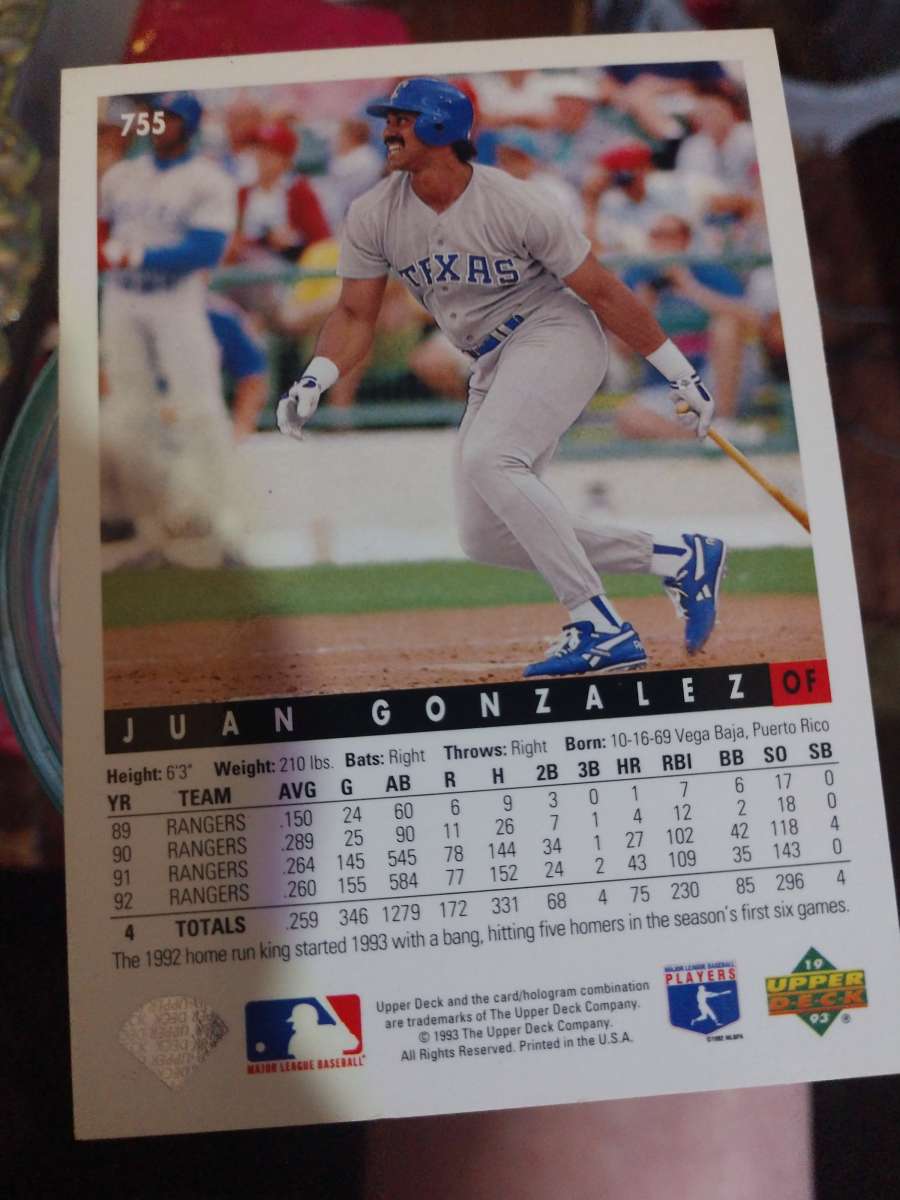 755
TEXAS
JUAN GONZALEZ OF
Height: 6'3" Weight: 210 lbs. Bats: Right Throws: Right Born: 10-16-69 Vega Baja, Puerto Rico
YR TEAM AVG G AB R H 2B 3B HR RBI BB SO SB
89 RANGERS .150 24 60 6 9 3 0 1 7 6 17 0
90 RANGERS .289 25 90 11 26 7 1 4 12 2 18 0
91 RANGERS .264 145 545 78 144 34 1 27 102 42 118 4
92 RANGERS .260 155 584 77 152 24 2 43 109 35 143 0
4 TOTALS .259 346 1279 172 331 68 4 75 230 85 296 4
The 1992 home run king started 1993 with a bang, hitting five homers in the season's first six games.
Upper Deck and the card/hologram combination
are trademarks of The Upper Deck Company.
© 1993 The Upper Deck Company.
All Rights Reserved. Printed in the U.S.A.
MAJOR LEAGUE BASEBALL®
MAJOR LEAGUE BASEBALL
PLAYERS
©1992 MLBPA
19
UPPER
DECK
93 ®